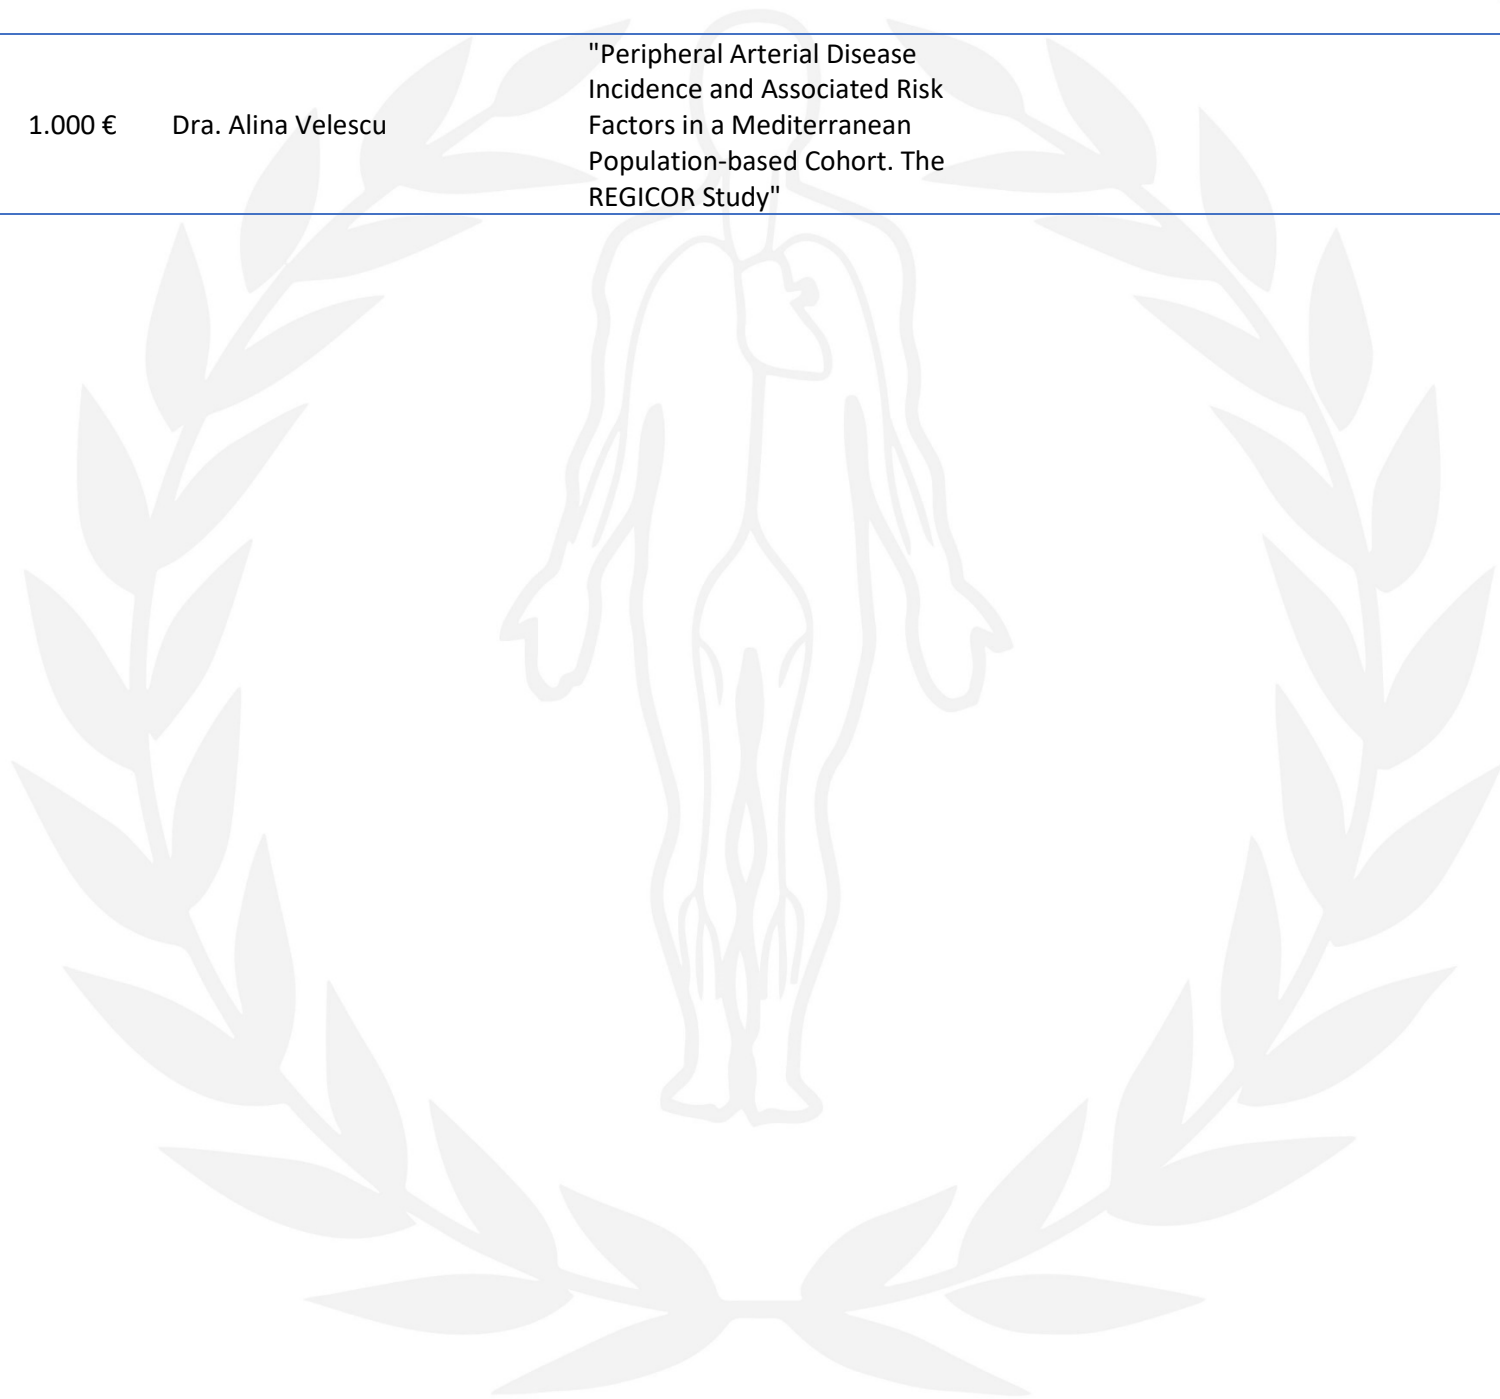 "Peripheral Arterial Disease
Incidence and Associated Risk
1.000 € Dra. Alina Velescu Factors in a Mediterranean
Population-based Cohort. The
REGICOR Study"